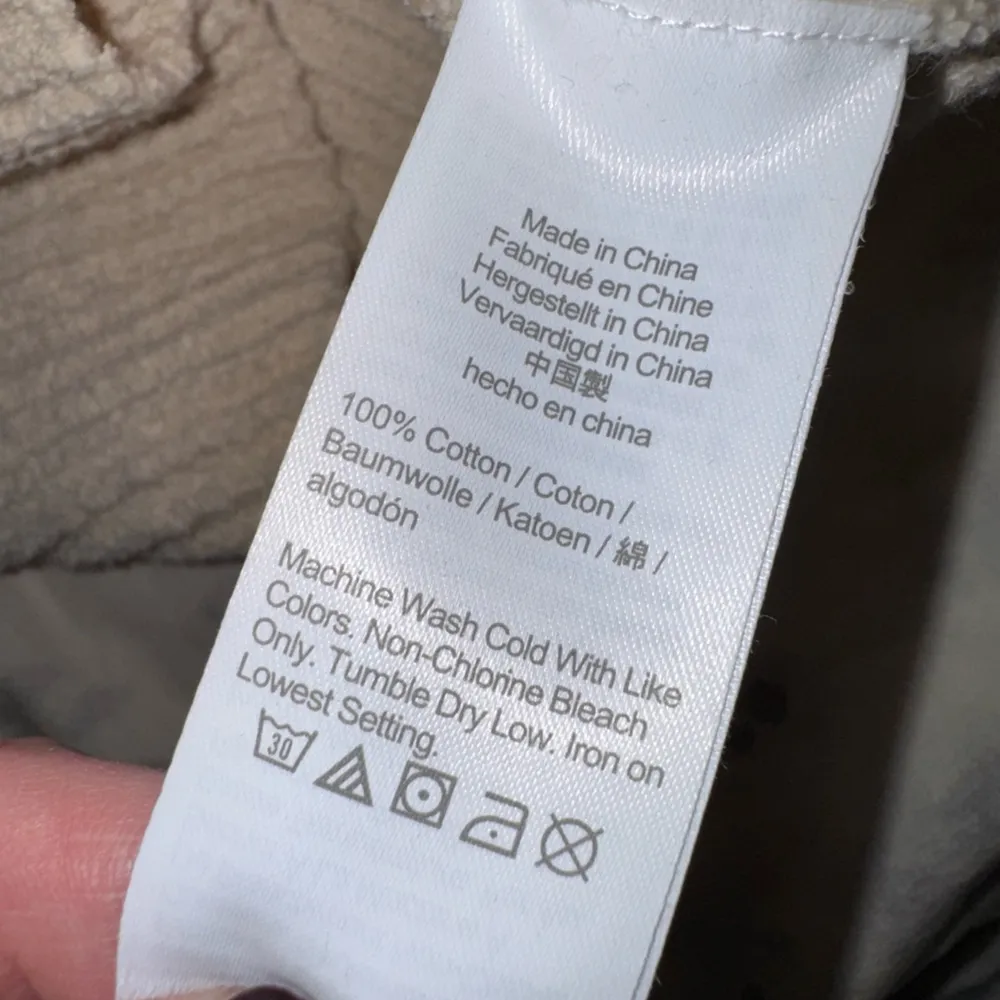 Made in China
Fabriqué en Chine
Hergestellt in China
Vervaardigd in China
中国製
hecho en china
100% Cotton / Coton /
Baumwolle / Katoen / 綿 /
algodón
Machine Wash Cold With Like
Colors. Non-Chlorine Bleach
Only. Tumble Dry Low. Iron on
Lowest Setting.
30